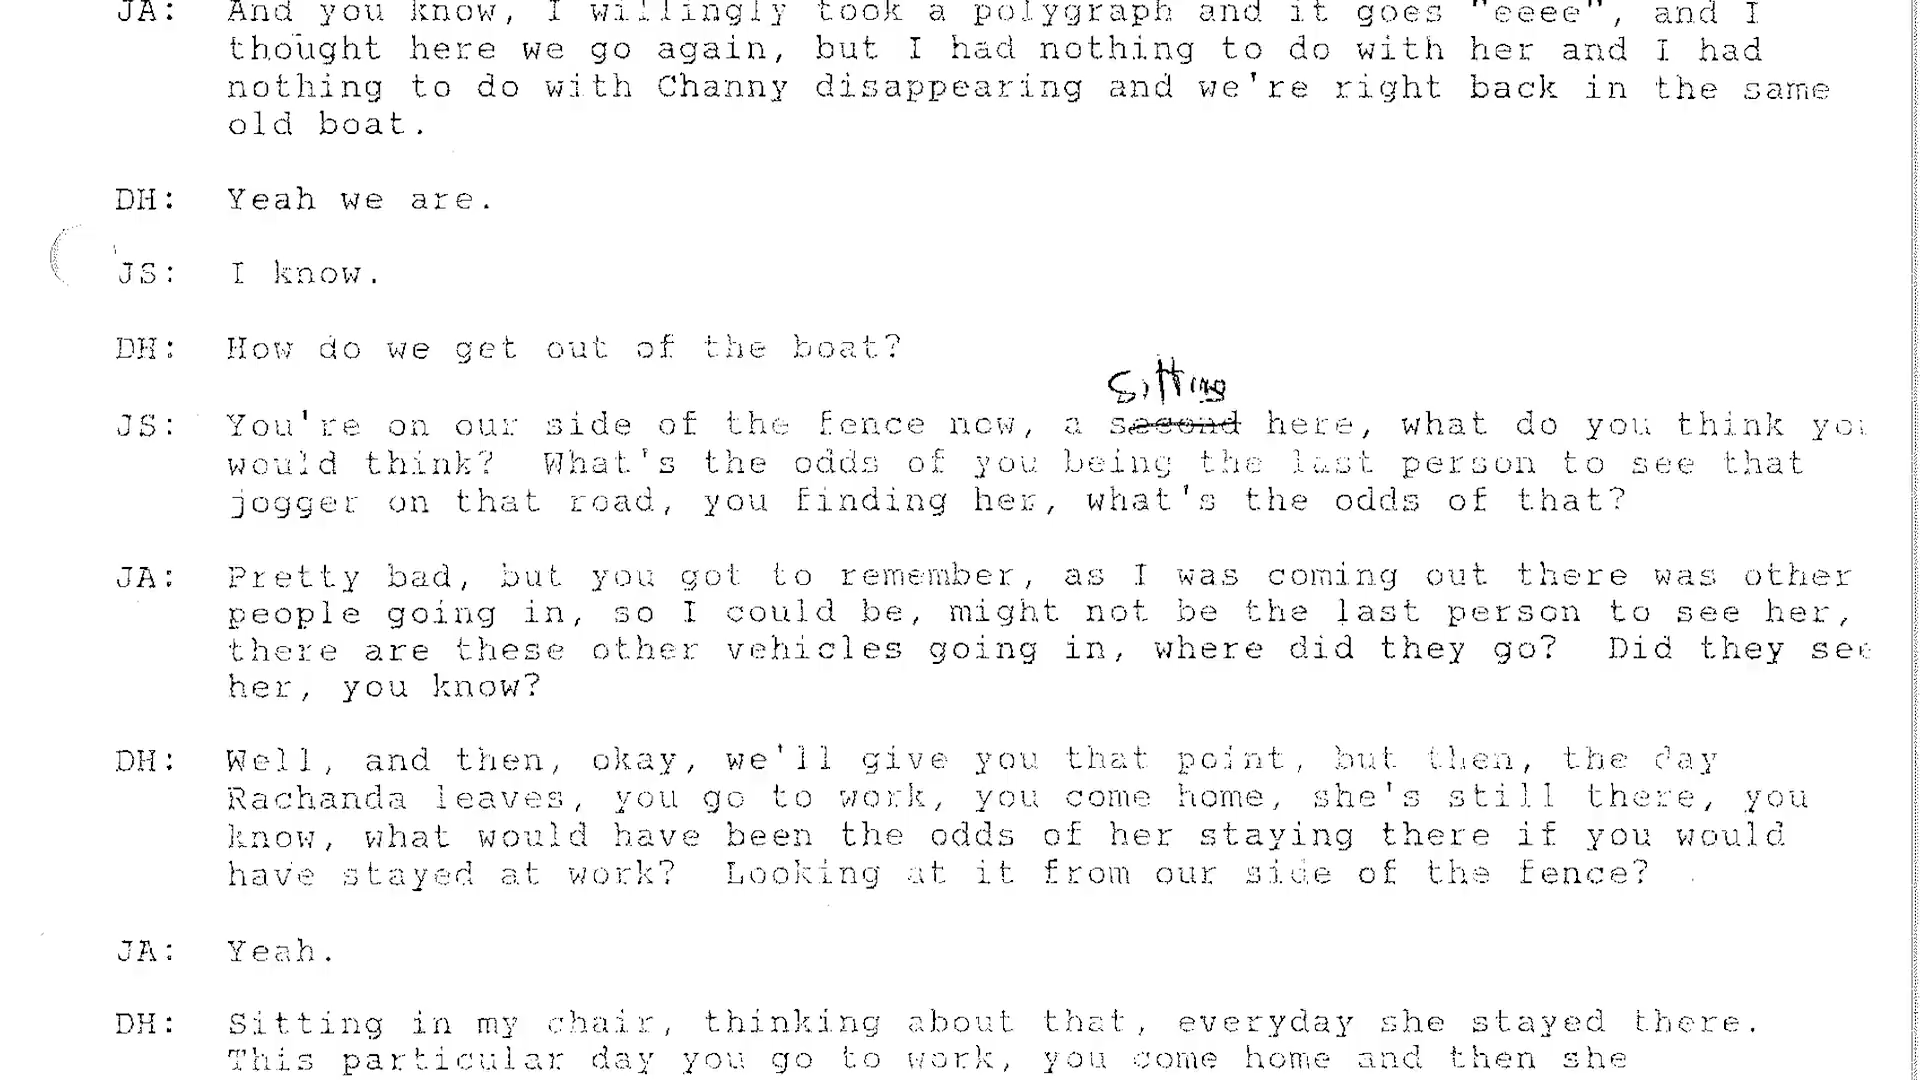 JA: And you know, I willingly took a polygraph and it goes "eeee", and I
thought here we go again, but I had nothing to do with her and I had
nothing to do with Channy disappearing and we're right back in the same
old boat.
DH: Yeah we are.
JS: I know.
DH: How do we get out of the boat?
sitting
JS: You're on our side of the fence now, a second here, what do you think you
would think? What's the odds of you being the last person to see that
jogger on that road, you finding her, what's the odds of that?
JA: Pretty bad, but you got to remember, as I was coming out there was other
people going in, so I could be, might not be the last person to see her,
there are these other vehicles going in, where did they go? Did they see
her, you know?
DH: Well, and then, okay, we'll give you that point, but then, the day
Rachanda leaves, you go to work, you come home, she's still there, you
know, what would have been the odds of her staying there if you would
have stayed at work? Looking at it from our side of the fence?
JA: Yeah.
DH: Sitting in my chair, thinking about that, everyday she stayed there.
This particular day you go to work, you come home and then she